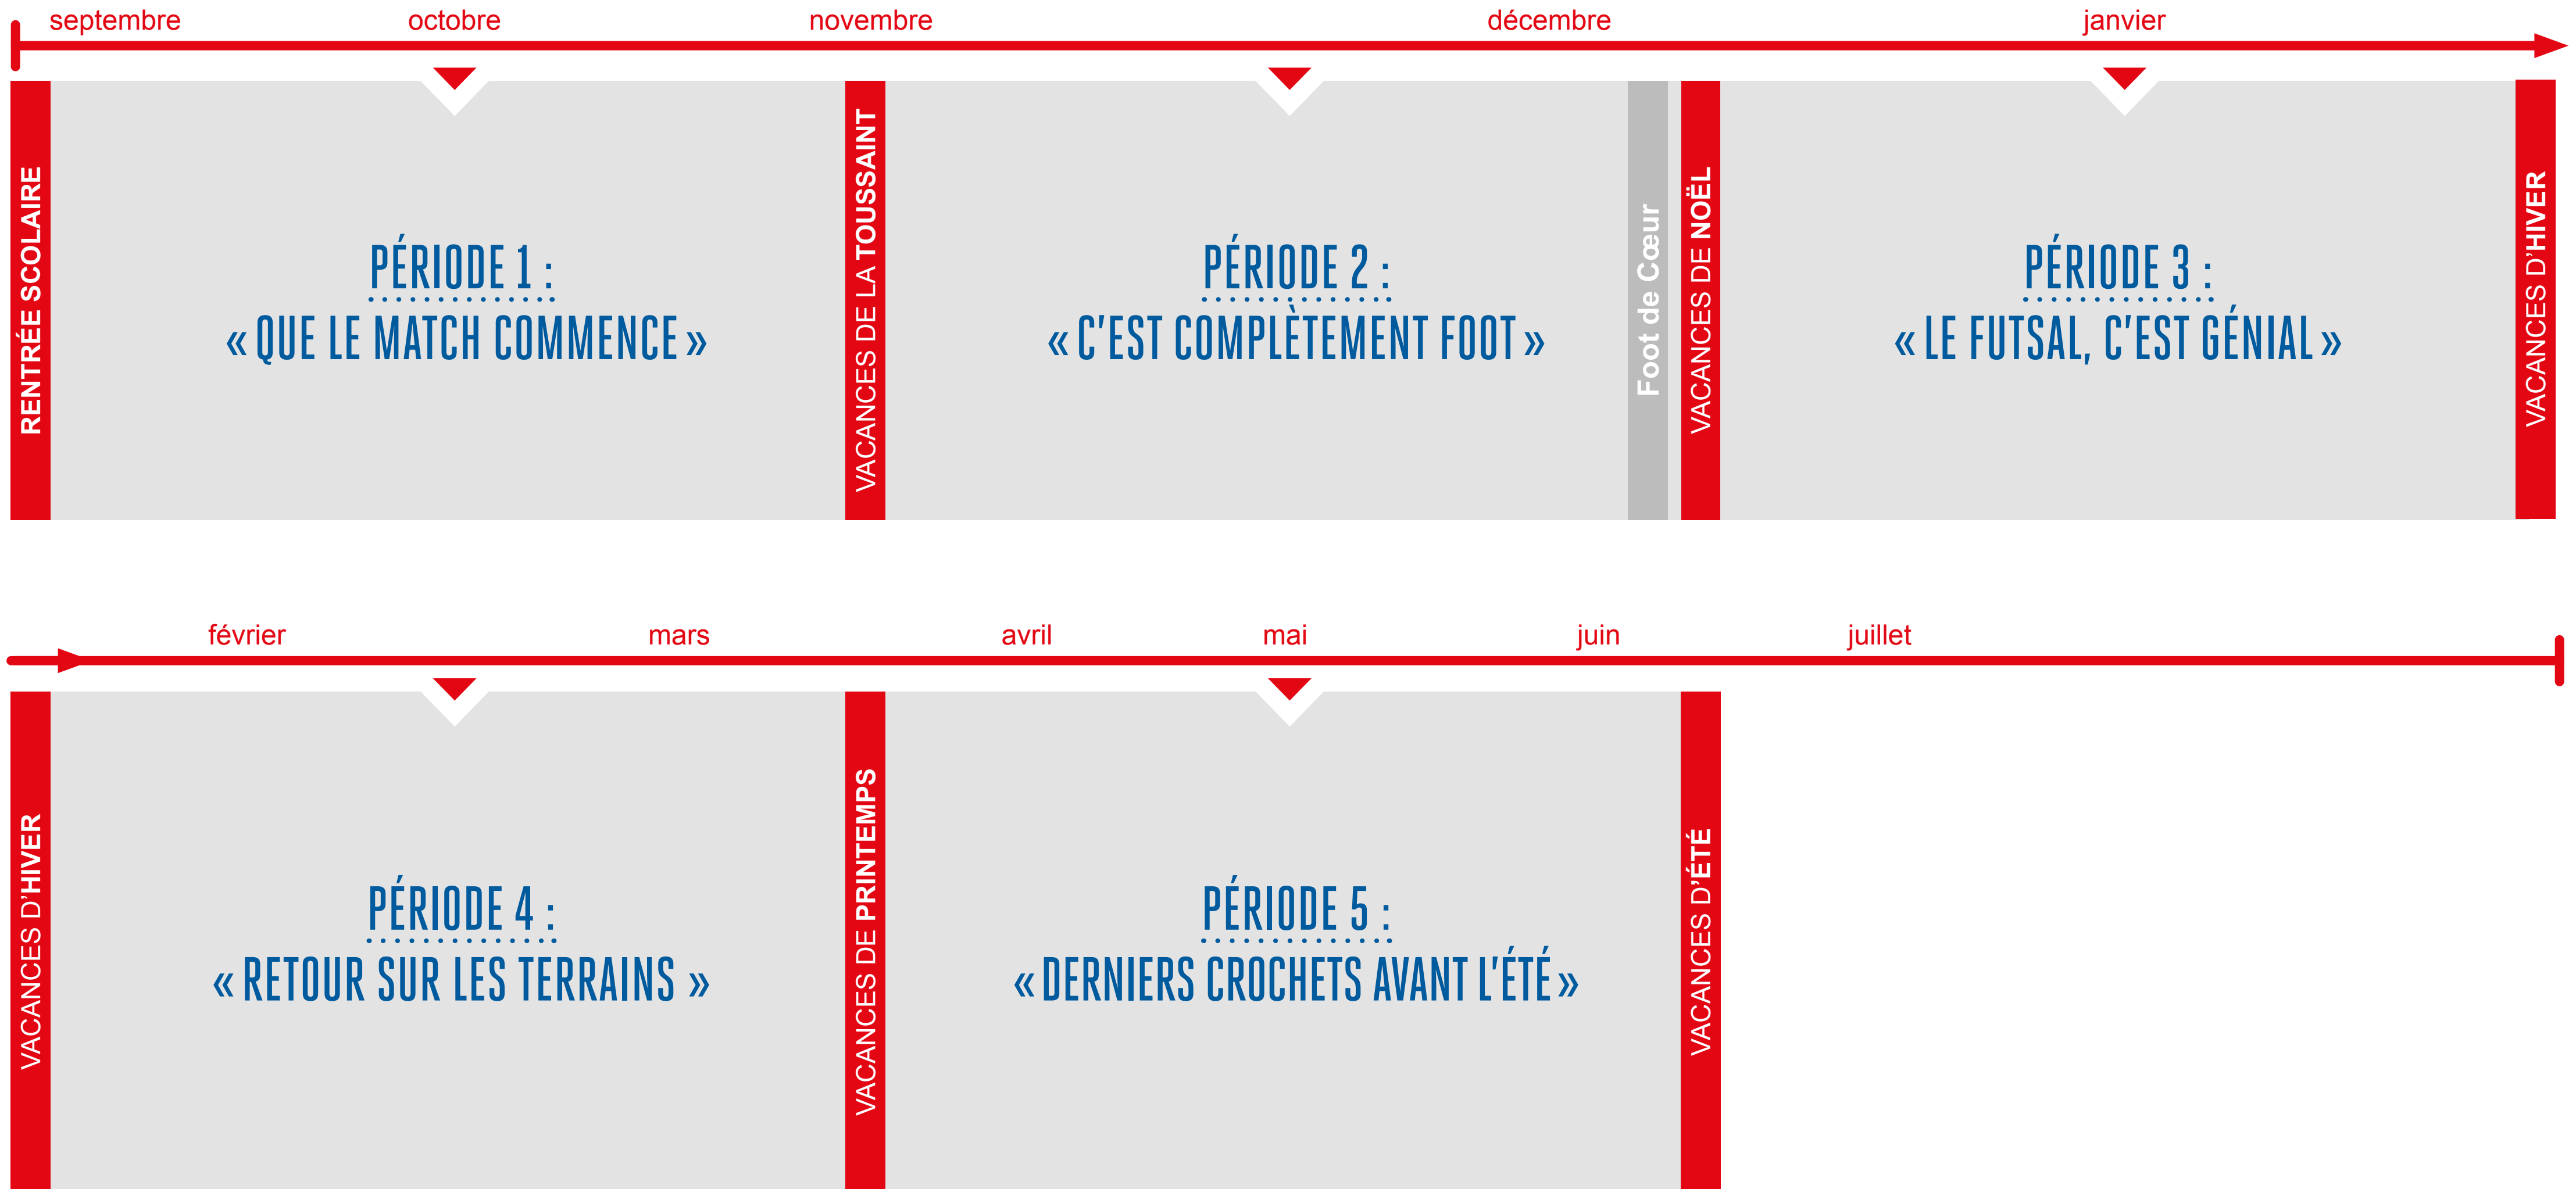 septembre octobre novembre décembre janvier
RENTRÉE SCOLAIRE
PÉRIODE 1 :
« QUE LE MATCH COMMENCE »
VACANCES DE LA TOUSSAINT
PÉRIODE 2 :
« C'EST COMPLÈTEMENT FOOT »
Foot de Cœur
VACANCES DE NOËL
PÉRIODE 3 :
« LE FUTSAL, C'EST GÉNIAL »
VACANCES D'HIVER
février mars avril mai juin juillet
VACANCES D'HIVER
PÉRIODE 4 :
« RETOUR SUR LES TERRAINS »
VACANCES DE PRINTEMPS
PÉRIODE 5 :
« DERNIERS CROCHETS AVANT L'ÉTÉ »
VACANCES D'ÉTÉ